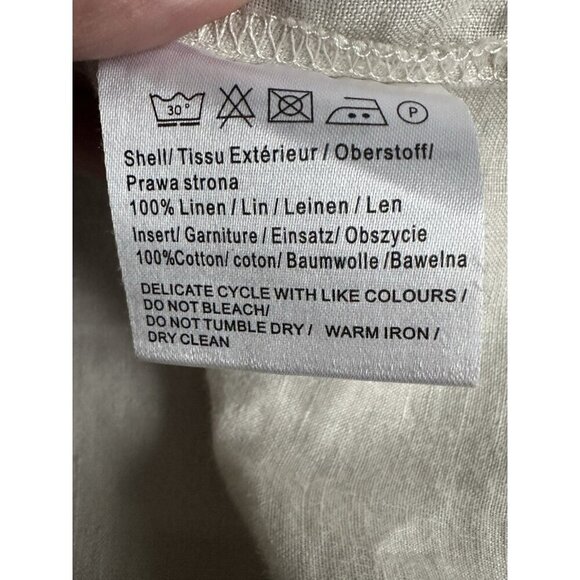 30° P
Shell/ Tissu Extérieur / Oberstoff/
Prawa strona
100% Linen / Lin / Leinen / Len
Insert/ Garniture / Einsatz/ Obszycie
100%Cotton/ coton/ Baumwolle /Bawelna
DELICATE CYCLE WITH LIKE COLOURS /
DO NOT BLEACH/
DO NOT TUMBLE DRY / WARM IRON /
DRY CLEAN